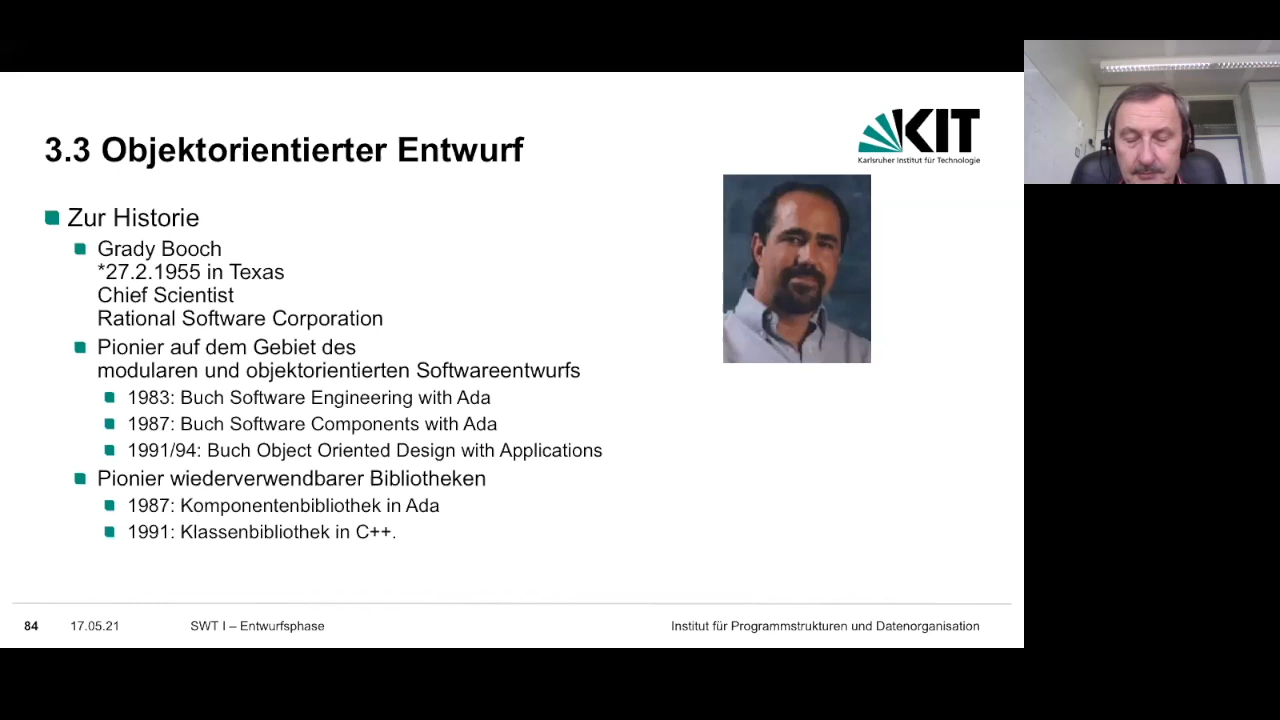 3.3 Objektorientierter Entwurf
KIT
Karlsruher Institut für Technologie
Zur Historie
Grady Booch
*27.2.1955 in Texas
Chief Scientist
Rational Software Corporation
Pionier auf dem Gebiet des
modularen und objektorientierten Softwareentwurfs
1983: Buch Software Engineering with Ada
1987: Buch Software Components with Ada
1991/94: Buch Object Oriented Design with Applications
Pionier wiederverwendbarer Bibliotheken
1987: Komponentenbibliothek in Ada
1991: Klassenbibliothek in C++.
84 17.05.21 SWT I – Entwurfsphase Institut für Programmstrukturen und Datenorganisation